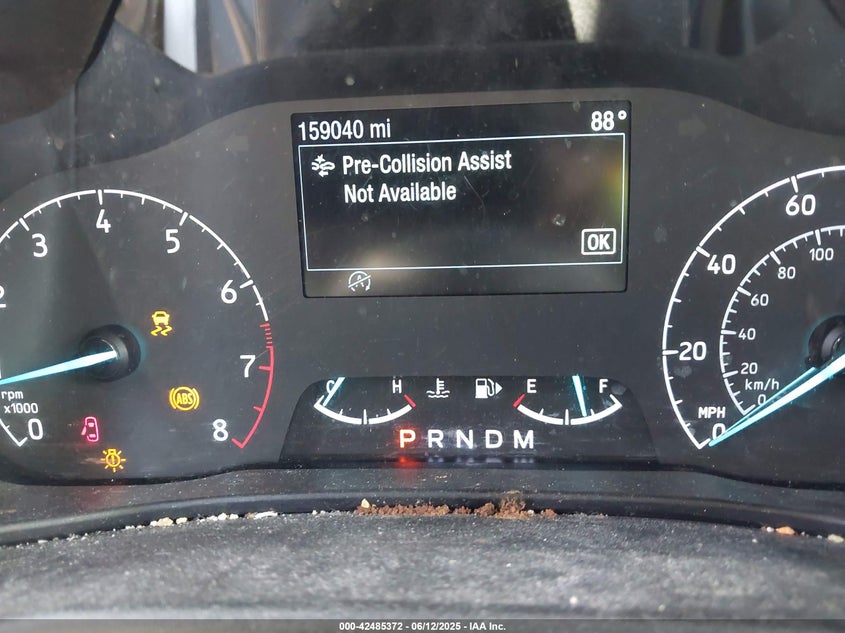 159040 mi 88°
Pre-Collision Assist
Not Available
OK
A
2 3 4 5 6 7 8
rpm
x1000
0
ABS
C H E F
P R N D M
0 20 40 60
MPH
0 20 40 60 80 100
km/h
000-42485372 - 06/12/2025 - IAA Inc.